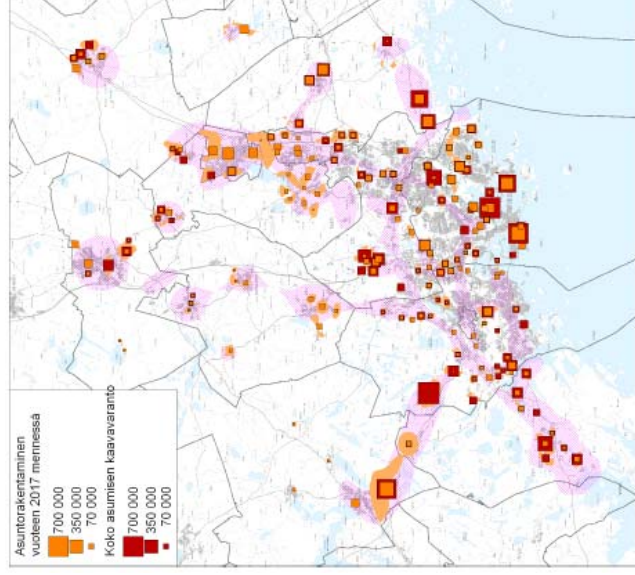 Asuntorakentaminen
vuoteen 2017 mennessä
700 000
350 000
70 000
Koko asumisen kaavavaranto
700 000
350 000
70 000